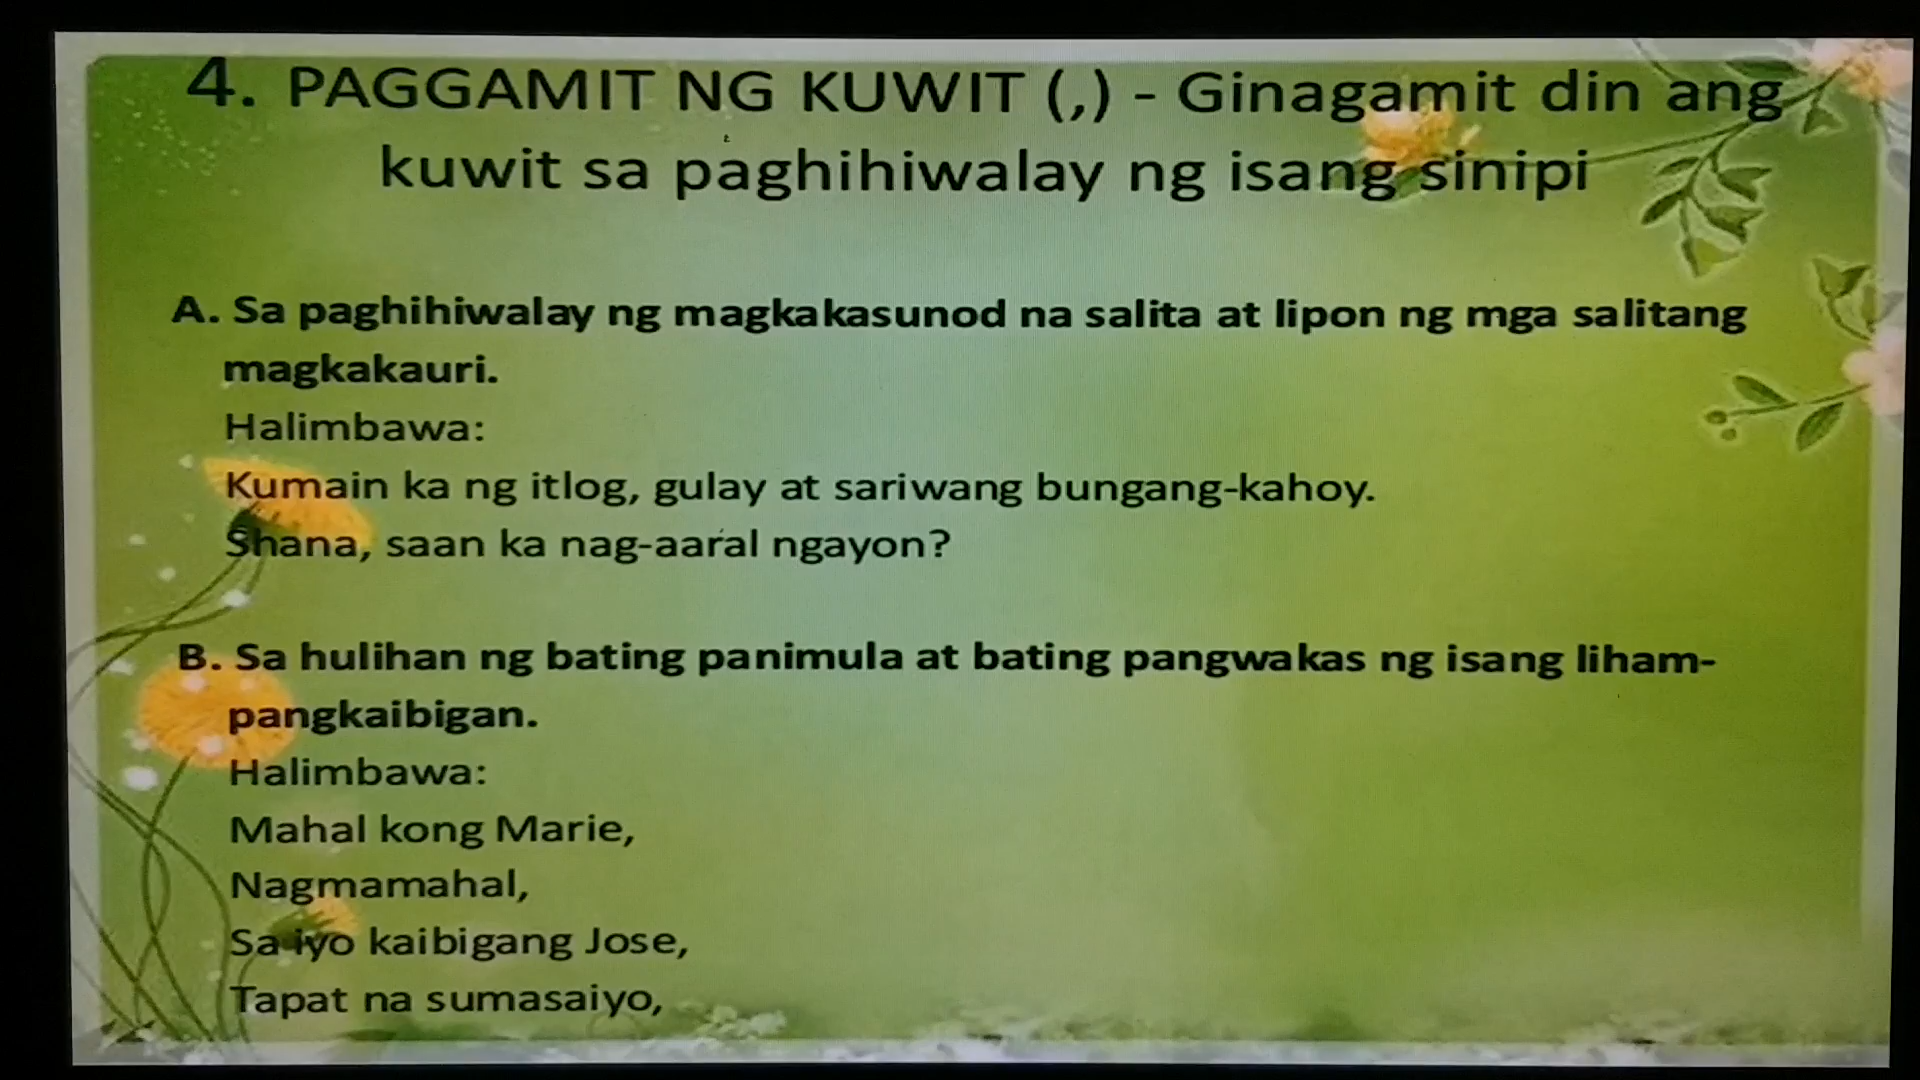 4. PAGGAMIT NG KUWIT (,) - Ginagamit din ang
kuwit sa paghihiwalay ng isang sinipi
A. Sa paghihiwalay ng magkakasunod na salita at lipon ng mga salitang
magkakauri.
Halimbawa:
Kumain ka ng itlog, gulay at sariwang bungang-kahoy.
Shana, saan ka nag-aaral ngayon?
B. Sa hulihan ng bating panimula at bating pangwakas ng isang liham-
pangkaibigan.
Halimbawa:
Mahal kong Marie,
Nagmamahal,
Sa iyo kaibigang Jose,
Tapat na sumasaiyo,